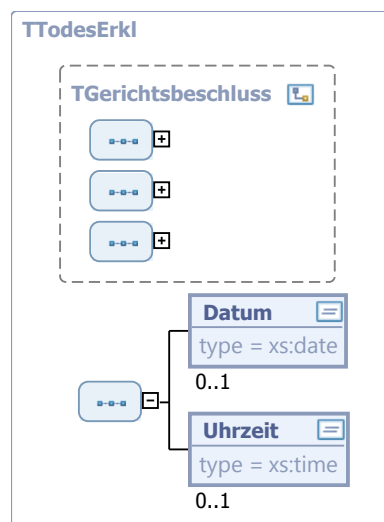 TTodesErkl
TGerichtsbeschluss
Datum
type = xs:date
0..1
Uhrzeit
type = xs:time
0..1